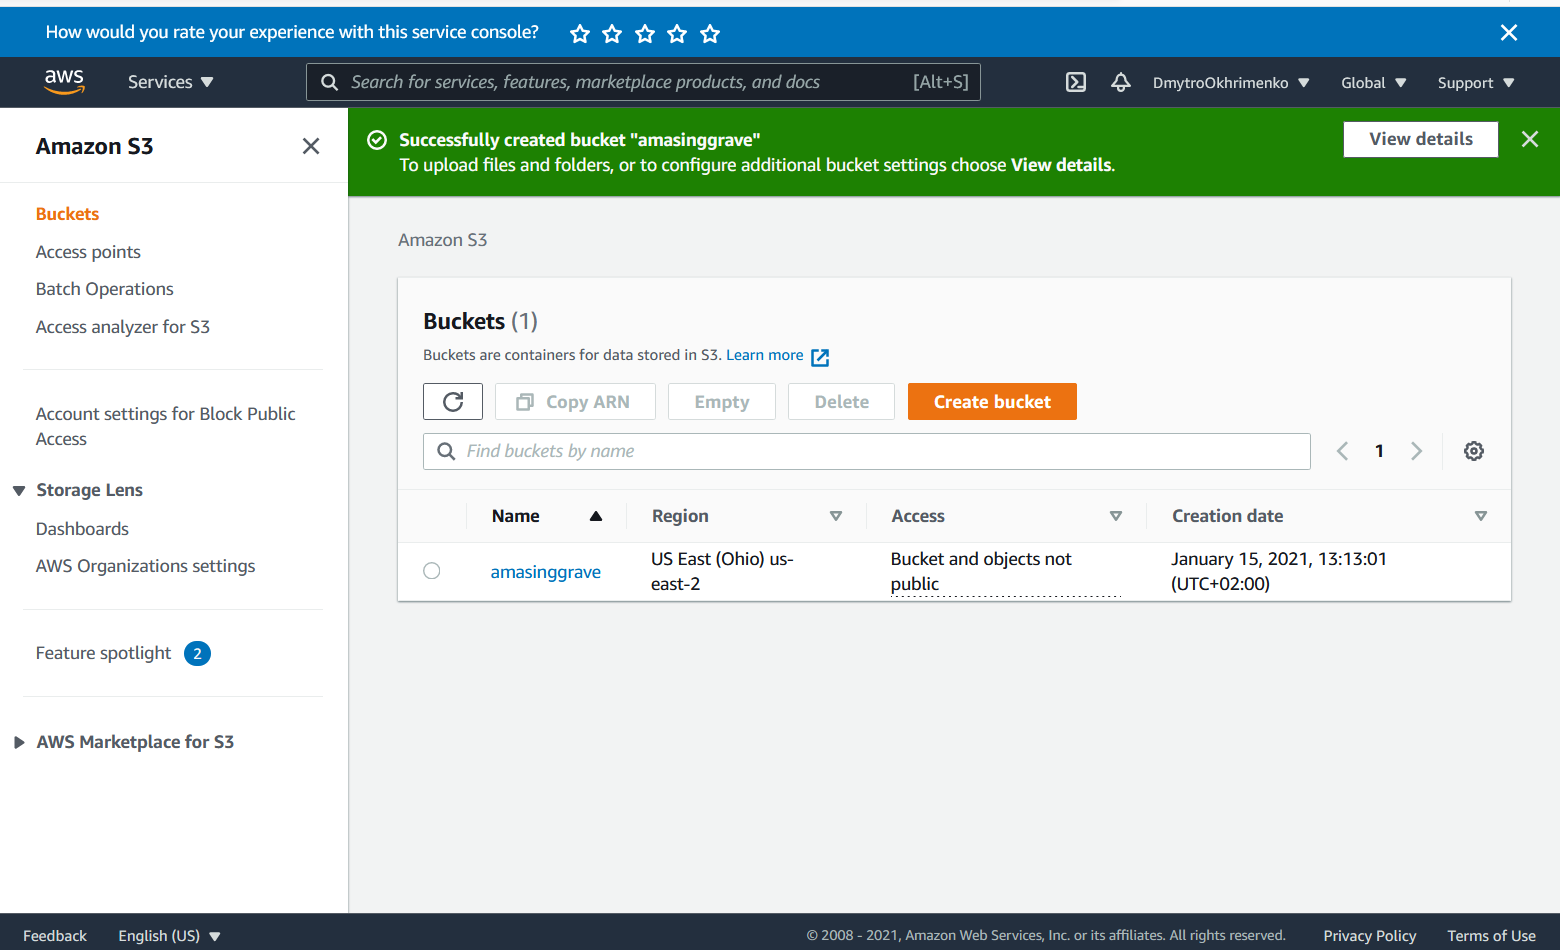 How would you rate your experience with this service console?
aws
Services
Search for services, features, marketplace products, and docs
[Alt+S]
DmytroOkhrimenko
Global
Support
Amazon S3
Buckets
Access points
Batch Operations
Access analyzer for S3
Account settings for Block Public
Access
Storage Lens
Dashboards
AWS Organizations settings
Feature spotlight 2
AWS Marketplace for S3
Successfully created bucket "amasinggrave"
To upload files and folders, or to configure additional bucket settings choose View details.
View details
Amazon S3
Buckets (1)
Buckets are containers for data stored in S3. Learn more
Copy ARN
Empty
Delete
Create bucket
Find buckets by name
1
Name
Region
Access
Creation date
amasinggrave
US East (Ohio) us-
east-2
Bucket and objects not
public
January 15, 2021, 13:13:01
(UTC+02:00)
Feedback
English (US)
© 2008 - 2021, Amazon Web Services, Inc. or its affiliates. All rights reserved.
Privacy Policy
Terms of Use